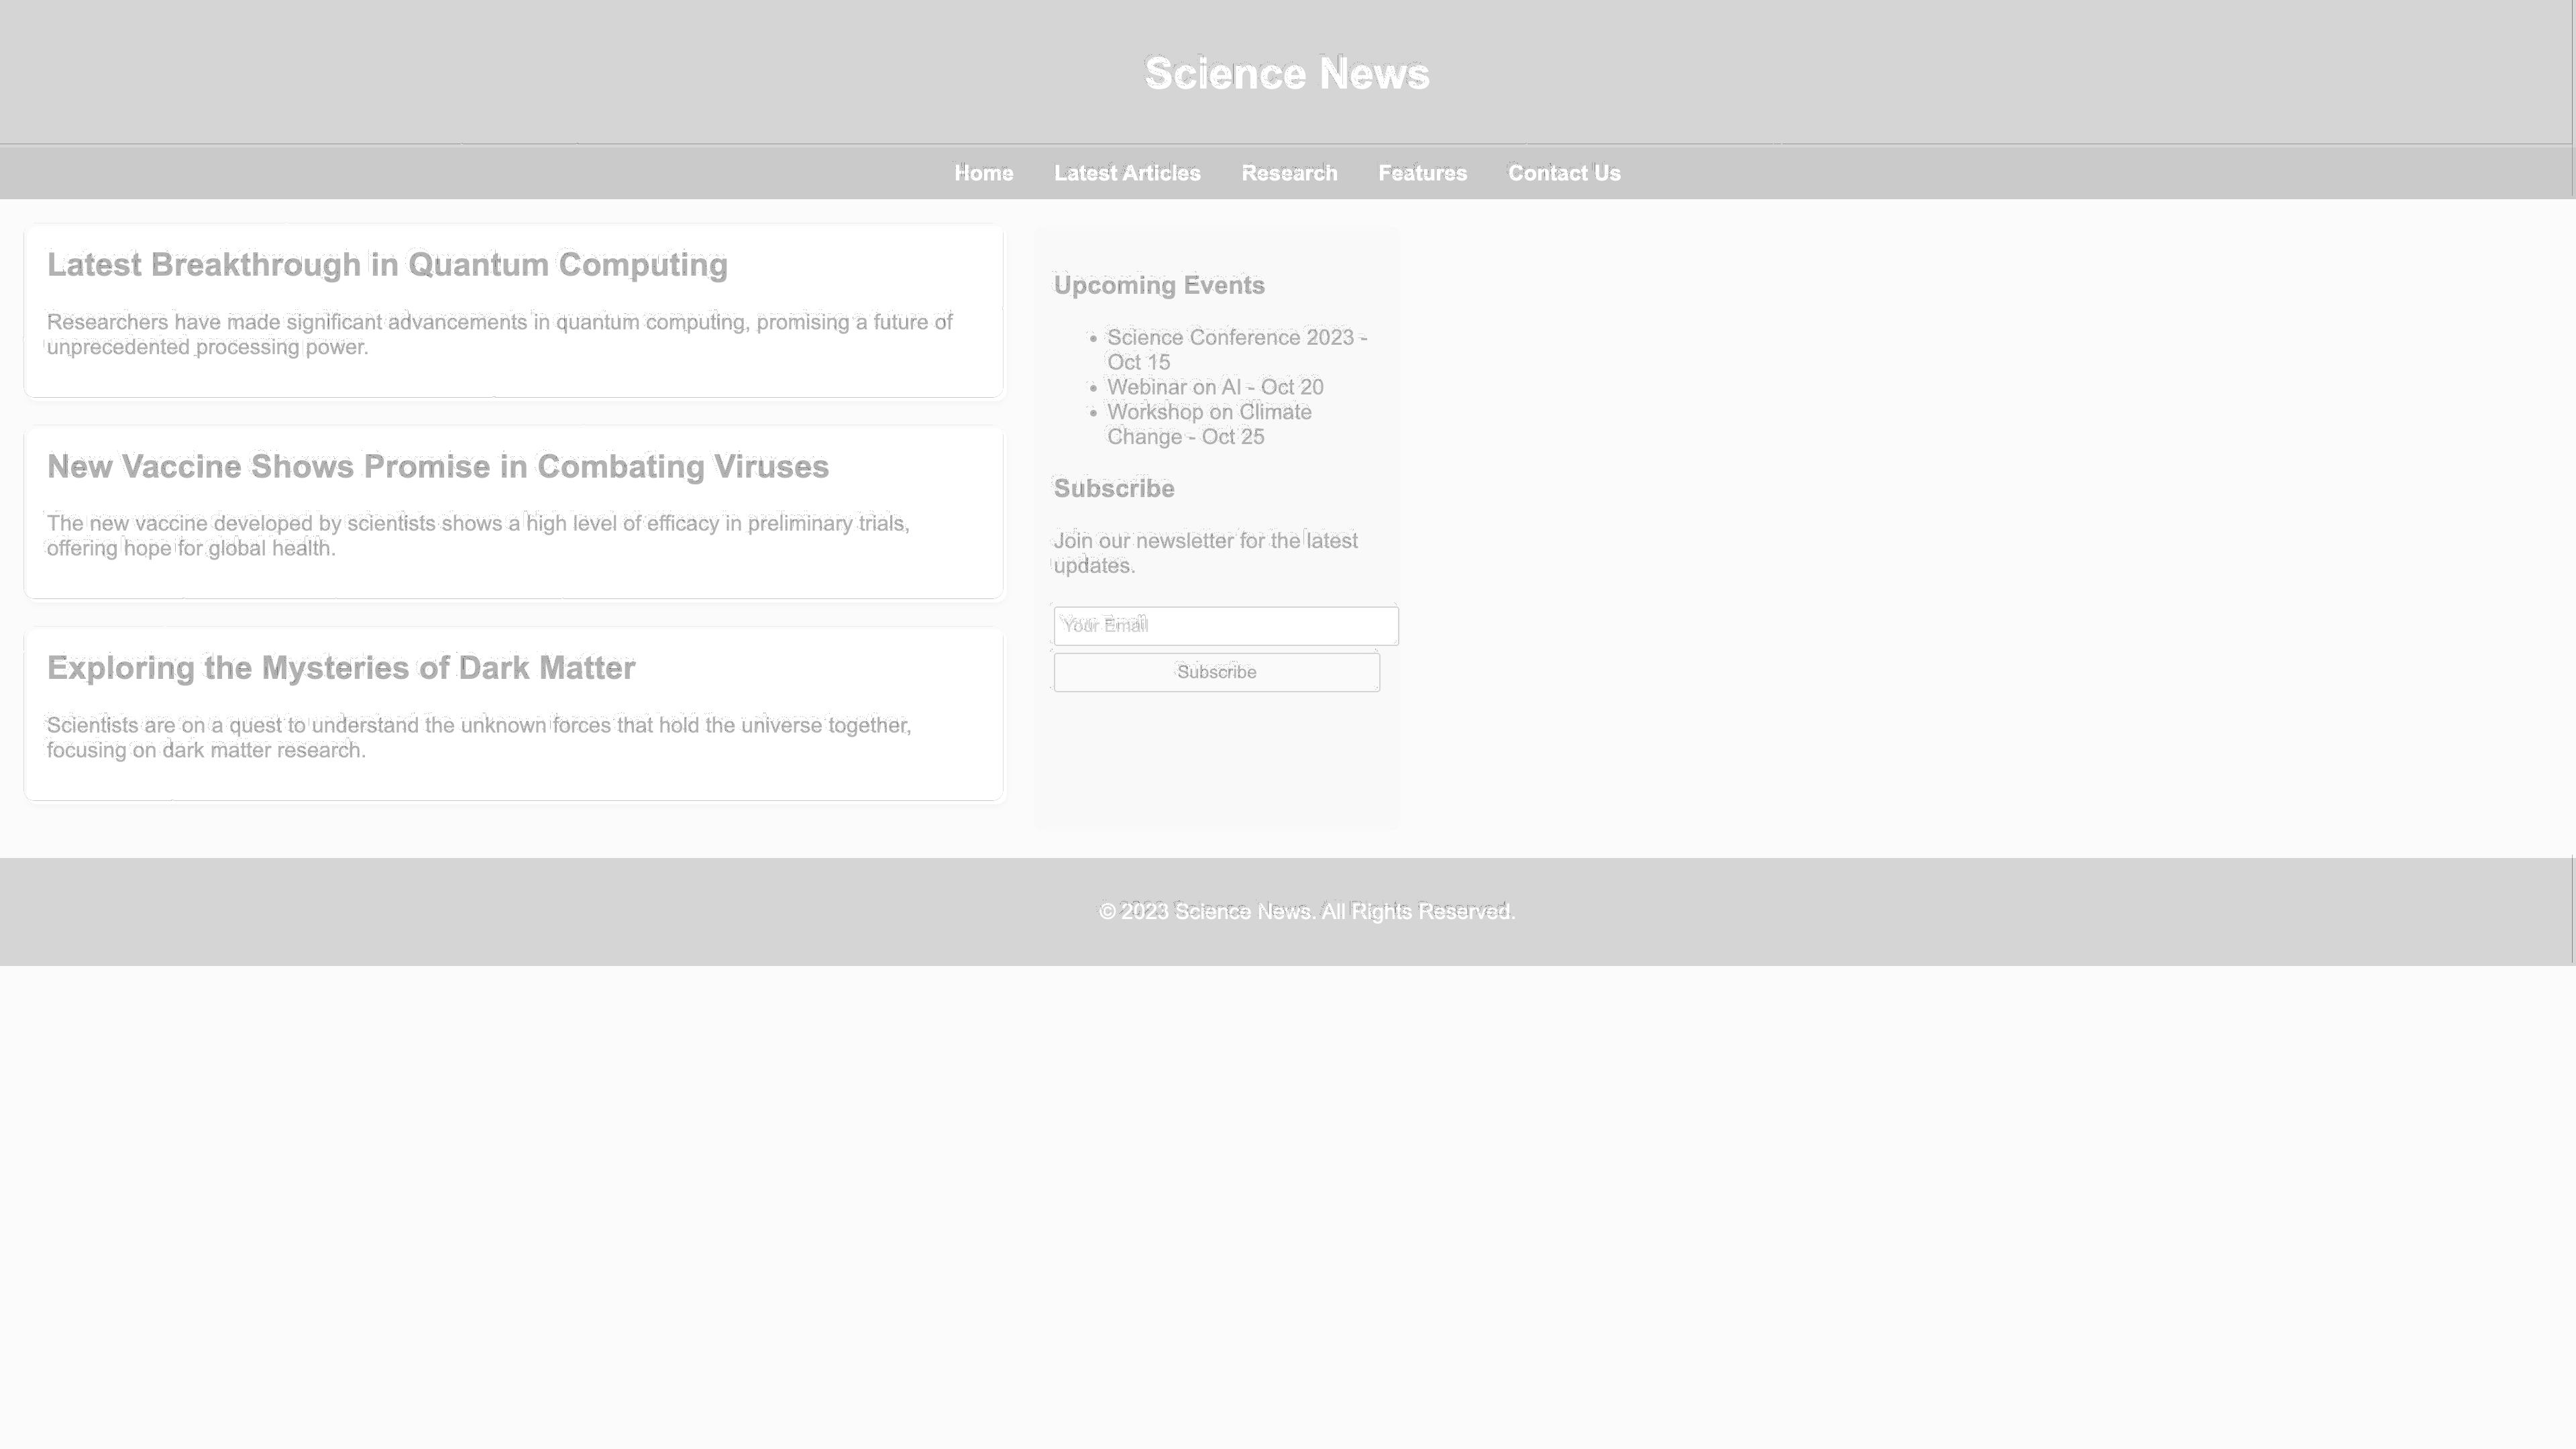 Science News
Home Latest Articles Research Features Contact Us
Latest Breakthrough in Quantum Computing
Researchers have made significant advancements in quantum computing, promising a future of
unprecedented processing power.
New Vaccine Shows Promise in Combating Viruses
The new vaccine developed by scientists shows a high level of efficacy in preliminary trials,
offering hope for global health.
Exploring the Mysteries of Dark Matter
Scientists are on a quest to understand the unknown forces that hold the universe together,
focusing on dark matter research.
Upcoming Events
• Science Conference 2023 -
Oct 15
• Webinar on AI - Oct 20
• Workshop on Climate
Change - Oct 25
Subscribe
Join our newsletter for the latest
updates.
Your Email
Subscribe
© 2023 Science News. All Rights Reserved.